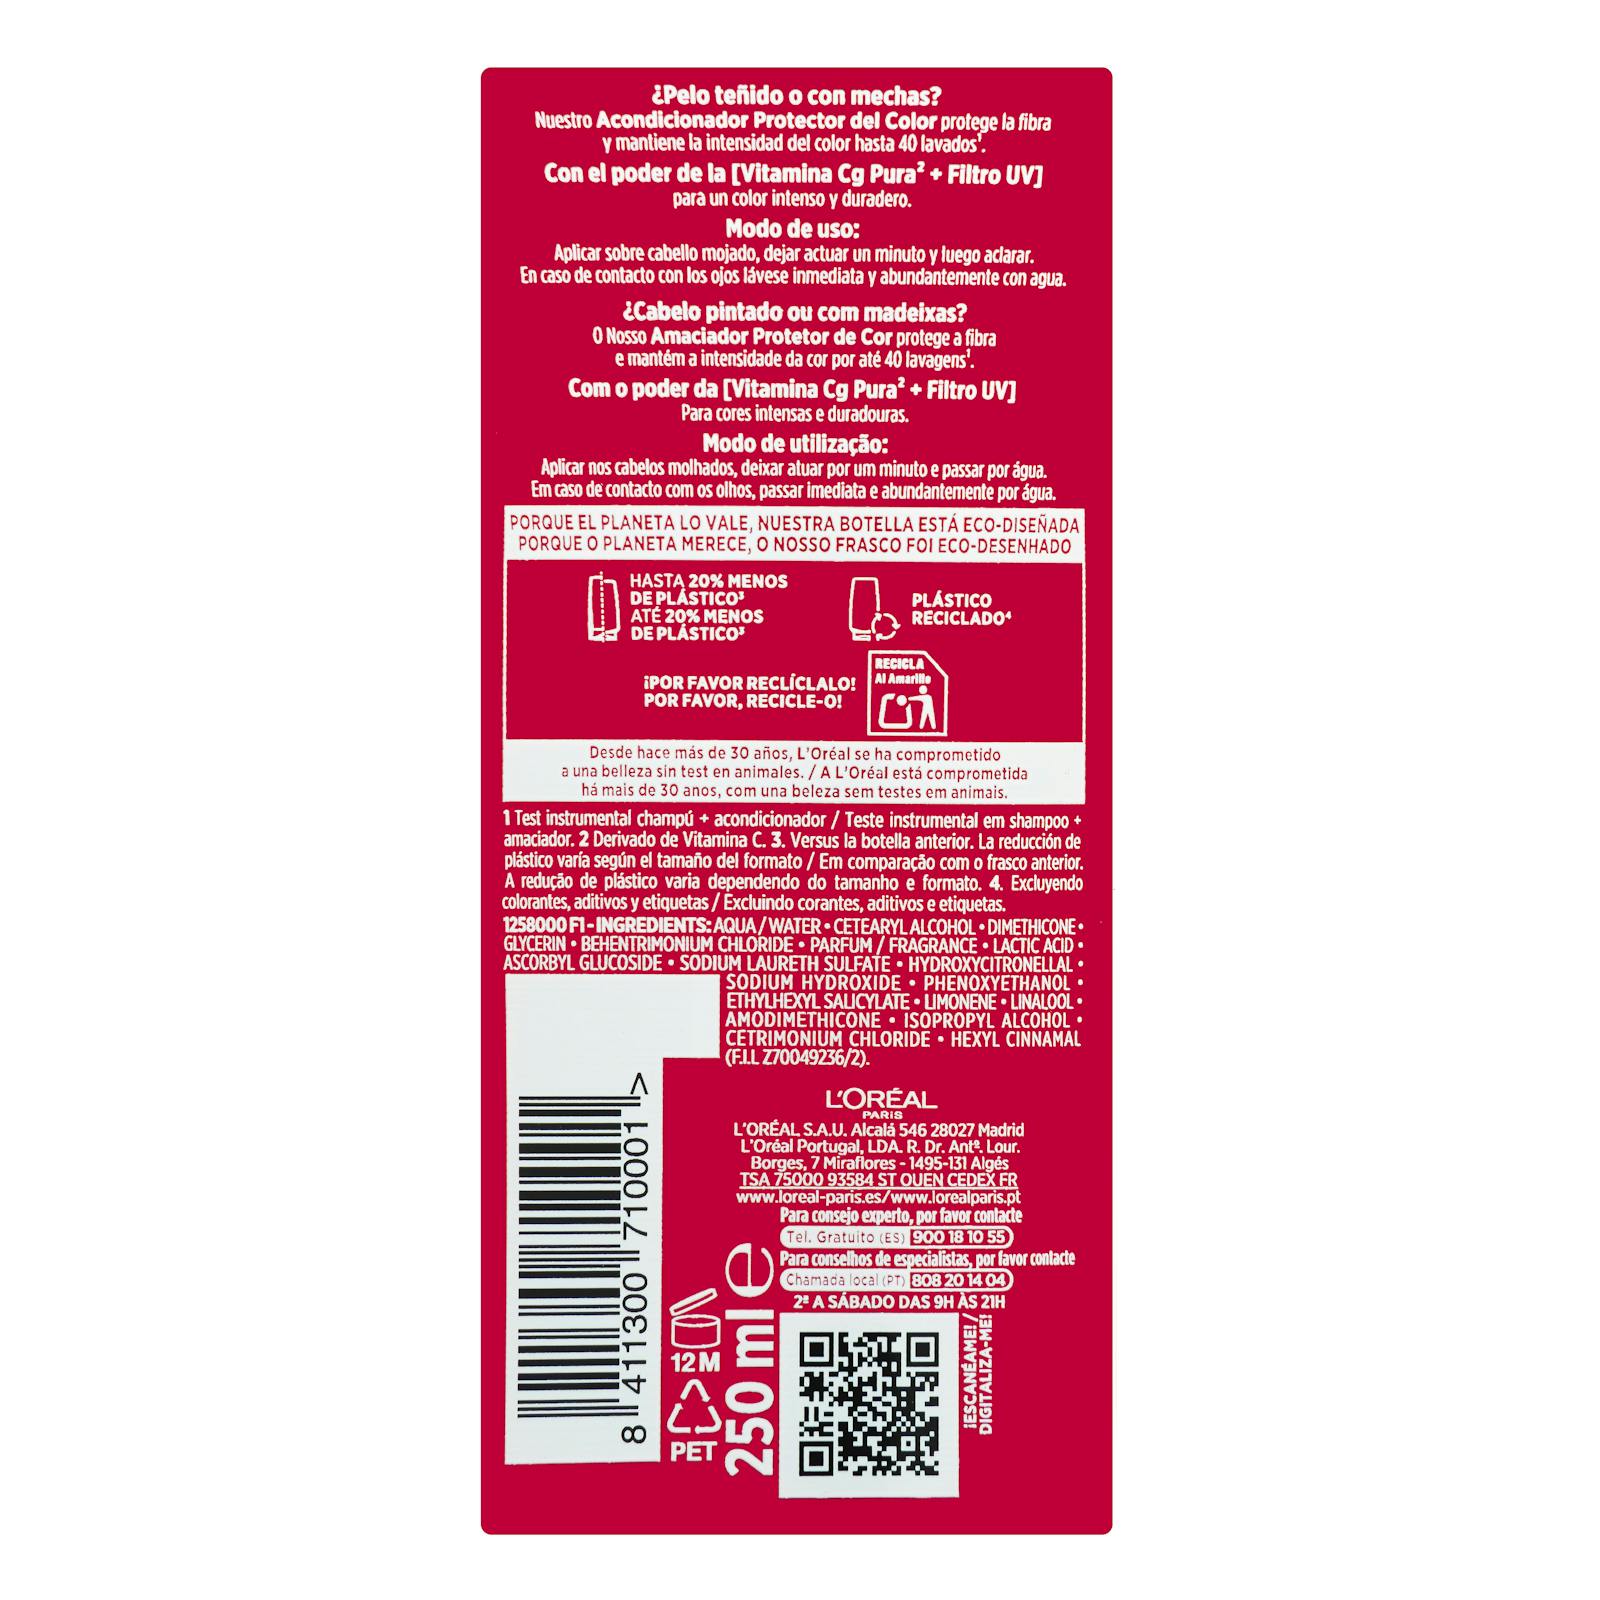 ¿Pelo teñido o con mechas?
Nuestro Acondicionador Protector del Color protege la fibra
y mantiene la intensidad del color hasta 40 lavados¹.
Con el poder de la [Vitamina Cg Pura² + Filtro UV]
para un color intenso y duradero.
Modo de uso:
Aplicar sobre cabello mojado, dejar actuar un minuto y luego aclarar.
En caso de contacto con los ojos lávese inmediata y abundantemente con agua.
¿Cabelo pintado ou com madeixas?
O Nosso Amaciador Protetor de Cor protege a fibra
e mantém a intensidade da cor por até 40 lavagens¹.
Com o poder da [Vitamina Cg Pura² + Filtro UV]
Para cores intensas e duradouras.
Modo de utilização:
Aplicar nos cabelos molhados, deixar atuar por um minuto e passar por água.
Em caso de contacto com os olhos, passar imediata e abundantemente por água.
PORQUE EL PLANETA LO VALE, NUESTRA BOTELLA ESTÁ ECO-DISEÑADA
PORQUE O PLANETA MERECE, O NOSSO FRASCO FOI ECO-DESENHADO
HASTA 20% MENOS
DE PLÁSTICO³
ATÉ 20% MENOS
DE PLÁSTICO³
PLÁSTICO
RECICLADO⁴
¡POR FAVOR RECLÍCLALO!
POR FAVOR, RECICLE-O!
RECICLA
Al Amarillo
Desde hace más de 30 años, L'Oréal se ha comprometido
a una belleza sin test en animales. / A L'Oréal está comprometida
há mais de 30 anos, com una beleza sem testes em animais.
1 Test instrumental champú + acondicionador / Teste instrumental em shampoo +
amaciador. 2 Derivado de Vitamina C. 3. Versus la botella anterior. La reducción de
plástico varía según el tamaño del formato / Em comparação com o frasco anterior.
A redução de plástico varia dependendo do tamanho e formato. 4. Excluyendo
colorantes, aditivos y etiquetas / Excluindo corantes, aditivos e etiquetas.
1258000 F1 - INGREDIENTS: AQUA / WATER • CETEARYL ALCOHOL • DIMETHICONE •
GLYCERIN • BEHENTRIMONIUM CHLORIDE • PARFUM / FRAGRANCE • LACTIC ACID •
ASCORBYL GLUCOSIDE • SODIUM LAURETH SULFATE • HYDROXYCITRONELLAL •
SODIUM HYDROXIDE • PHENOXYETHANOL •
ETHYLHEXYL SALICYLATE • LIMONENE • LINALOOL •
AMODIMETHICONE • ISOPROPYL ALCOHOL •
CETRIMONIUM CHLORIDE • HEXYL CINNAMAL
(F.I.L Z70049236/2).
L'ORÉAL
PARIS
L'ORÉAL S.A.U. Alcalá 546 28027 Madrid
L'Oréal Portugal, LDA. R. Dr. Antº. Lour.
Borges, 7 Miraflores - 1495-131 Algés
TSA 75000 93584 ST OUEN CEDEX FR
www.loreal-paris.es/www.lorealparis.pt
Para consejo experto, por favor contacte
Tel. Gratuito (ES) 900 18 10 55
Para conselhos de especialistas, por favor contacte
Chamada local (PT) 808 20 14 04
2ª A SÁBADO DAS 9H ÀS 21H
8 411300 710001 >
12 M
PET
250 ml e
¡ESCANÉAME! /
DIGITALIZA-ME!